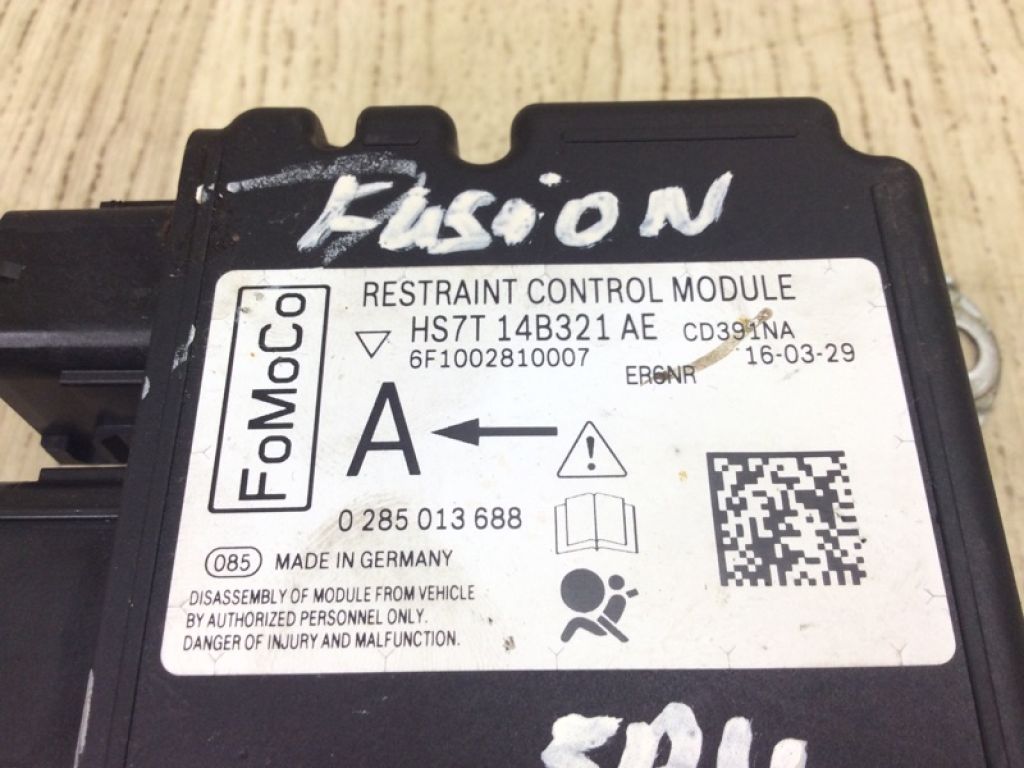 FUSION
FoMoCo
RESTRAINT CONTROL MODULE
HS7T 14B321 AE CD391NA
6F1002810007 16-03-29
ER6NR
A
0 285 013 688
085 MADE IN GERMANY
DISASSEMBLY OF MODULE FROM VEHICLE
BY AUTHORIZED PERSONNEL ONLY.
DANGER OF INJURY AND MALFUNCTION.